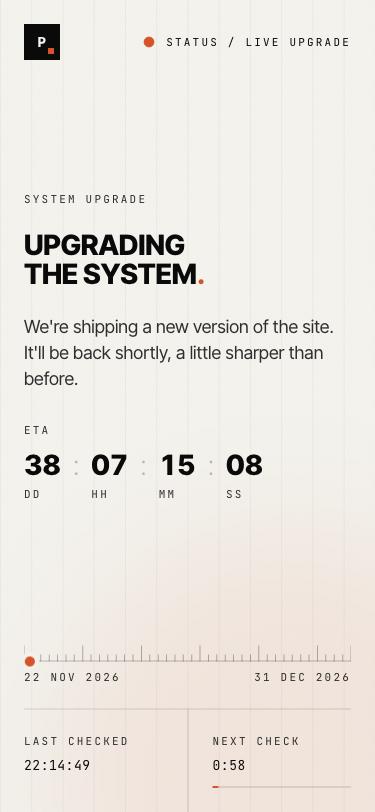 P
STATUS / LIVE UPGRADE
SYSTEM UPGRADE
UPGRADING
THE SYSTEM.
We're shipping a new version of the site.
It'll be back shortly, a little sharper than
before.
ETA
38 : 07 : 15 : 08
DD HH MM SS
22 NOV 2026 31 DEC 2026
LAST CHECKED NEXT CHECK
22:14:49 0:58